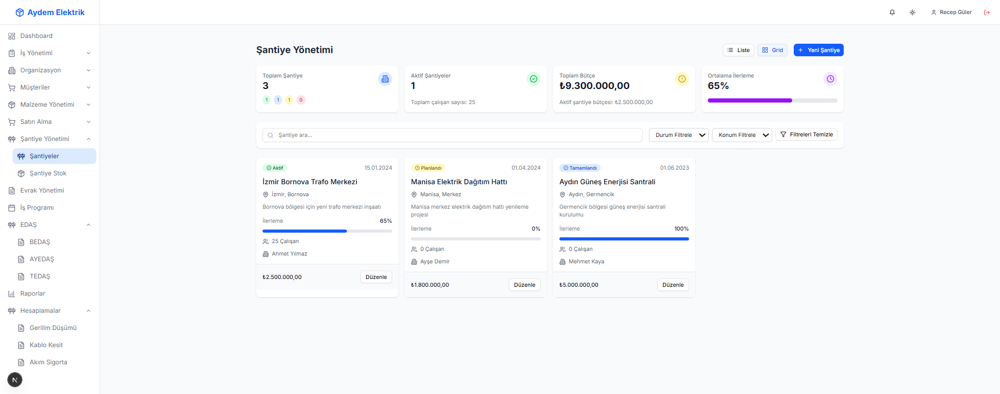 Aydem Elektrik
Recep Güler
Dashboard
İş Yönetimi
Organizasyon
Müşteriler
Malzeme Yönetimi
Satın Alma
Şantiye Yönetimi
Şantiyeler
Şantiye Stok
Evrak Yönetimi
İş Programı
EDAŞ
BEDAŞ
AYEDAŞ
TEDAŞ
Raporlar
Hesaplamalar
Gerilim Düşümü
Kablo Kesit
Akım Sigorta
N
Şantiye Yönetimi
Liste
Grid
Yeni Şantiye
Toplam Şantiye
3
1 1 1 0
Aktif Şantiyeler
1
Toplam çalışan sayısı: 25
Toplam Bütçe
₺9.300.000,00
Aktif şantiye bütçesi: ₺2.500.000,00
Ortalama İlerleme
65%
Şantiye ara...
Durum Filtrele
Konum Filtrele
Filtreleri Temizle
Aktif
15.01.2024
İzmir Bornova Trafo Merkezi
İzmir, Bornova
Bornova bölgesi için yeni trafo merkezi inşaatı
İlerleme
65%
25 Çalışan
Ahmet Yılmaz
₺2.500.000,00
Düzenle
Planlandı
01.04.2024
Manisa Elektrik Dağıtım Hattı
Manisa, Merkez
Manisa merkez elektrik dağıtım hattı yenileme
projesi
İlerleme
0%
0 Çalışan
Ayşe Demir
₺1.800.000,00
Düzenle
Tamamlandı
01.06.2023
Aydın Güneş Enerjisi Santrali
Aydın, Germencik
Germencik bölgesi güneş enerjisi santrali
kurulumu
İlerleme
100%
0 Çalışan
Mehmet Kaya
₺5.000.000,00
Düzenle